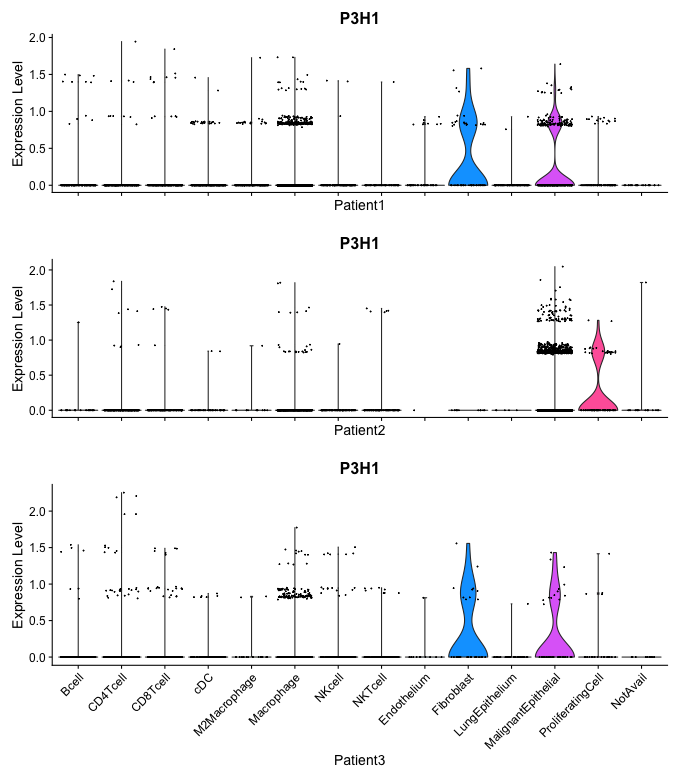 P3H1
Expression Level
2.0
1.5
1.0
0.5
0.0
Patient1
P3H1
Expression Level
2.0
1.5
1.0
0.5
0.0
Patient2
P3H1
Expression Level
2.0
1.5
1.0
0.5
0.0
Bcell
CD4Tcell
CD8Tcell
cDC
M2Macrophage
Macrophage
NKcell
NKTcell
Endothelium
Fibroblast
LungEpithelium
MalignantEpithelial
ProliferatingCell
NotAvail
Patient3